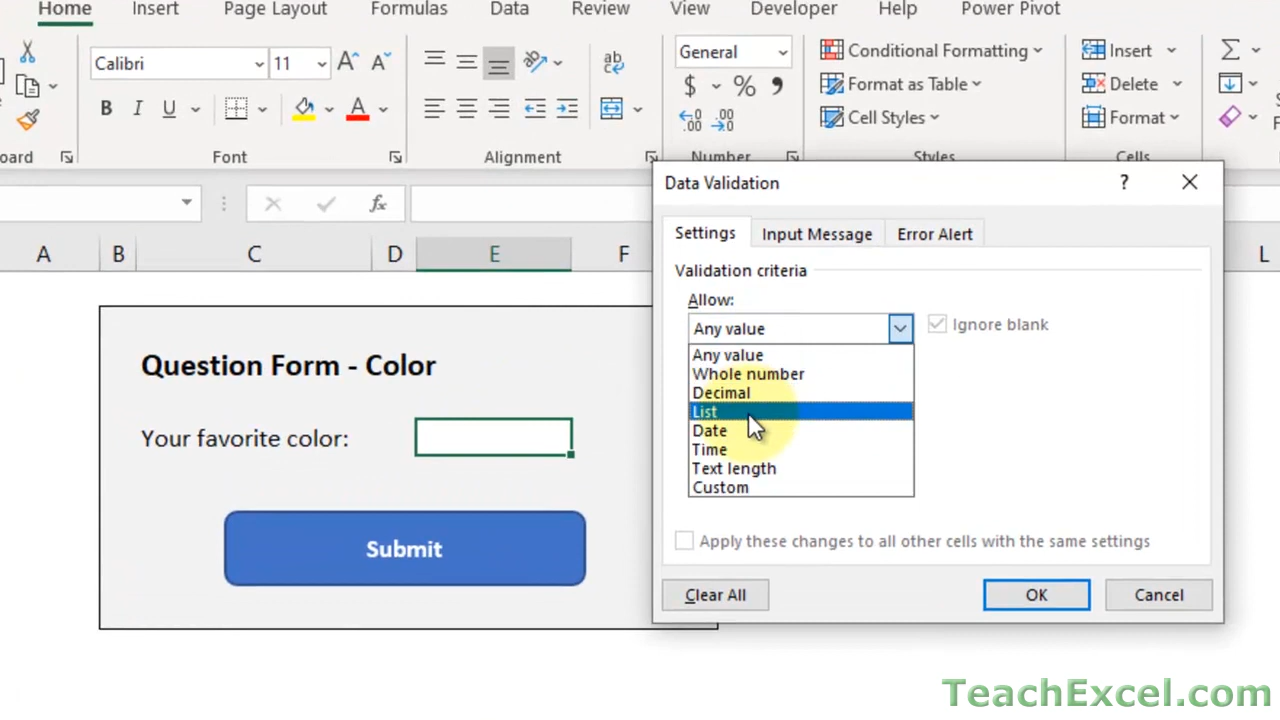 Home Insert Page Layout Formulas Data Review View Developer Help Power Pivot
Calibri 11 General Conditional Formatting Insert
B I U A $ % Format as Table Delete
Cell Styles Format
Font Alignment Number Styles Cells
fx
A B C D E F L
Question Form - Color
Your favorite color:
Submit
Data Validation ? ×
Settings Input Message Error Alert
Validation criteria
Allow:
Any value Ignore blank
Any value
Whole number
Decimal
List
Date
Time
Text length
Custom
Apply these changes to all other cells with the same settings
Clear All OK Cancel
TeachExcel.com